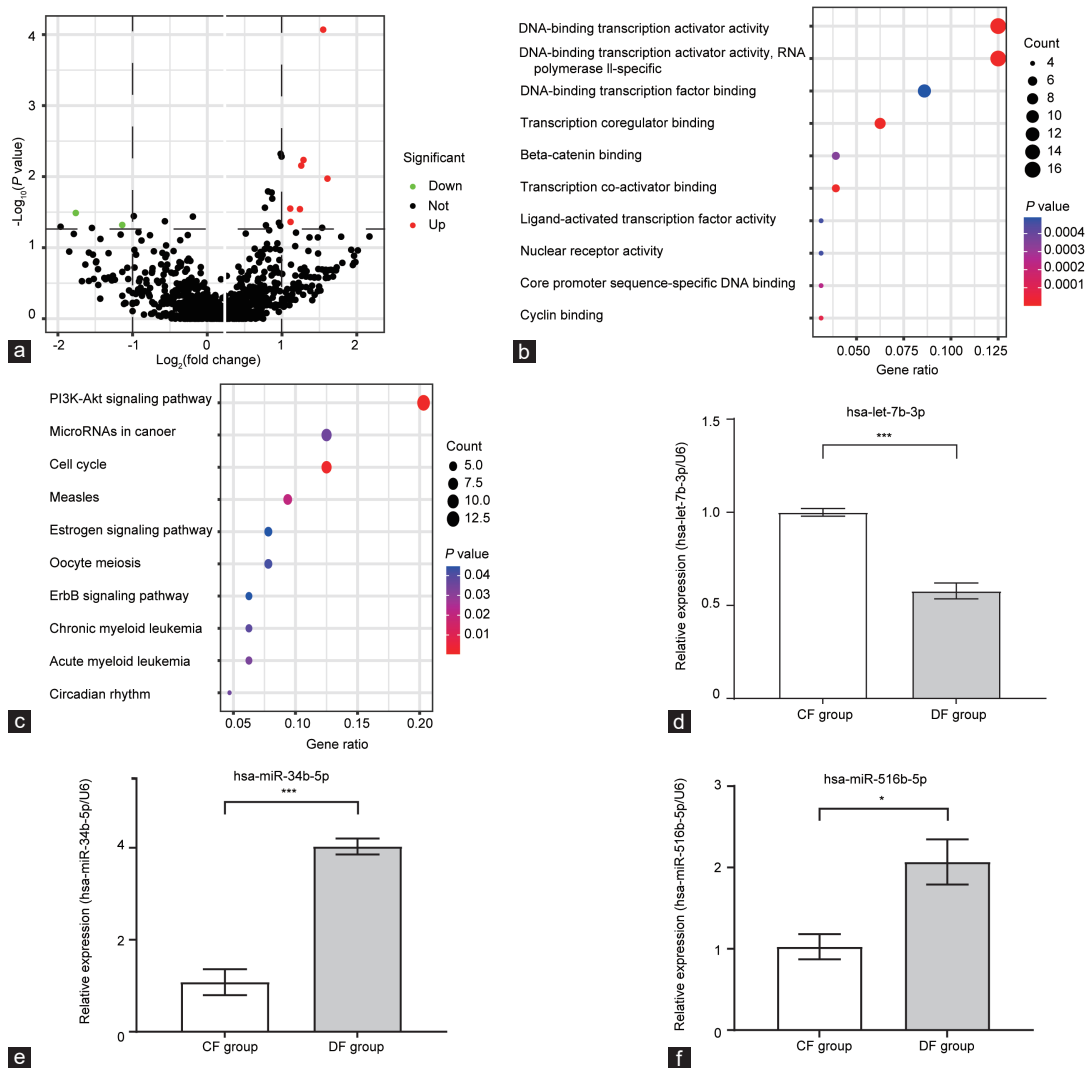 4
3
2
1
0
-Log10(P value)
-2
-1
0
1
2
Log2(fold change)
Significant
Down
Not
Up
a
DNA-binding transcription activator activity
DNA-binding transcription activator activity, RNA
polymerase II-specific
DNA-binding transcription factor binding
Transcription coregulator binding
Beta-catenin binding
Transcription co-activator binding
Ligand-activated transcription factor activity
Nuclear receptor activity
Core promoter sequence-specific DNA binding
Cyclin binding
0.050
0.075
0.100
0.125
Gene ratio
Count
4
6
8
10
12
14
16
P value
0.0004
0.0003
0.0002
0.0001
b
PI3K-Akt signaling pathway
MicroRNAs in canoer
Cell cycle
Measles
Estrogen signaling pathway
Oocyte meiosis
ErbB signaling pathway
Chronic myeloid leukemia
Acute myeloid leukemia
Circadian rhythm
0.05
0.10
0.15
0.20
Gene ratio
Count
5.0
7.5
10.0
12.5
P value
0.04
0.03
0.02
0.01
c
hsa-let-7b-3p
***
Relative expression (hsa-let-7b-3p/U6)
1.5
1.0
0.5
0
CF group
DF group
d
hsa-miR-34b-5p
***
Relative expression (hsa-miR-34b-5p/U6)
4
2
0
CF group
DF group
e
hsa-miR-516b-5p
*
Relative expression (hsa-miR-516b-5p/U6)
3
2
1
0
CF group
DF group
f